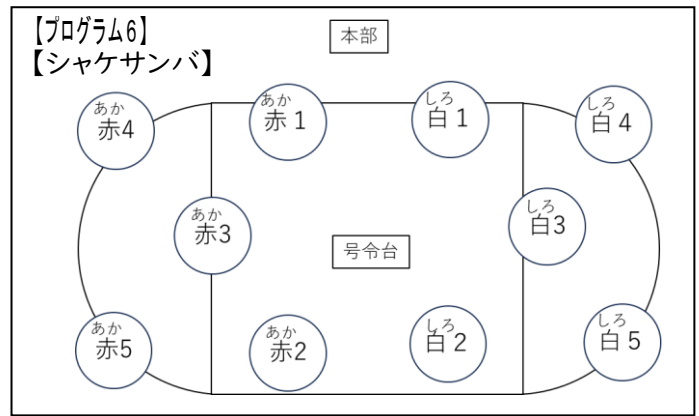 【プログラム6】
本部
【シャケサンバ】
あか
赤4
あか
赤1
しろ
白1
しろ
白4
あか
赤3
しろ
白3
号令台
あか
赤5
あか
赤2
しろ
白2
しろ
白5